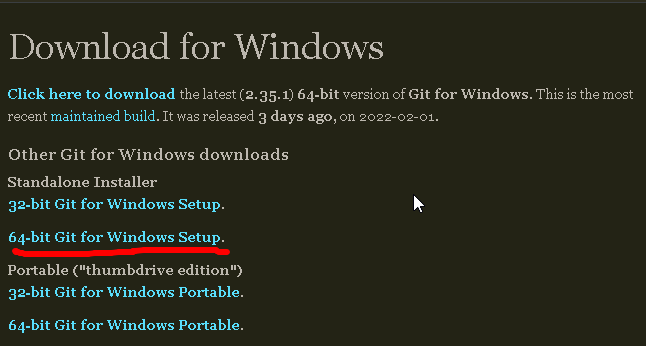 Download for Windows
Click here to download the latest (2.35.1) 64-bit version of Git for Windows. This is the most
recent maintained build. It was released 3 days ago, on 2022-02-01.
Other Git for Windows downloads
Standalone Installer
32-bit Git for Windows Setup.
64-bit Git for Windows Setup.
Portable ("thumbdrive edition")
32-bit Git for Windows Portable.
64-bit Git for Windows Portable.